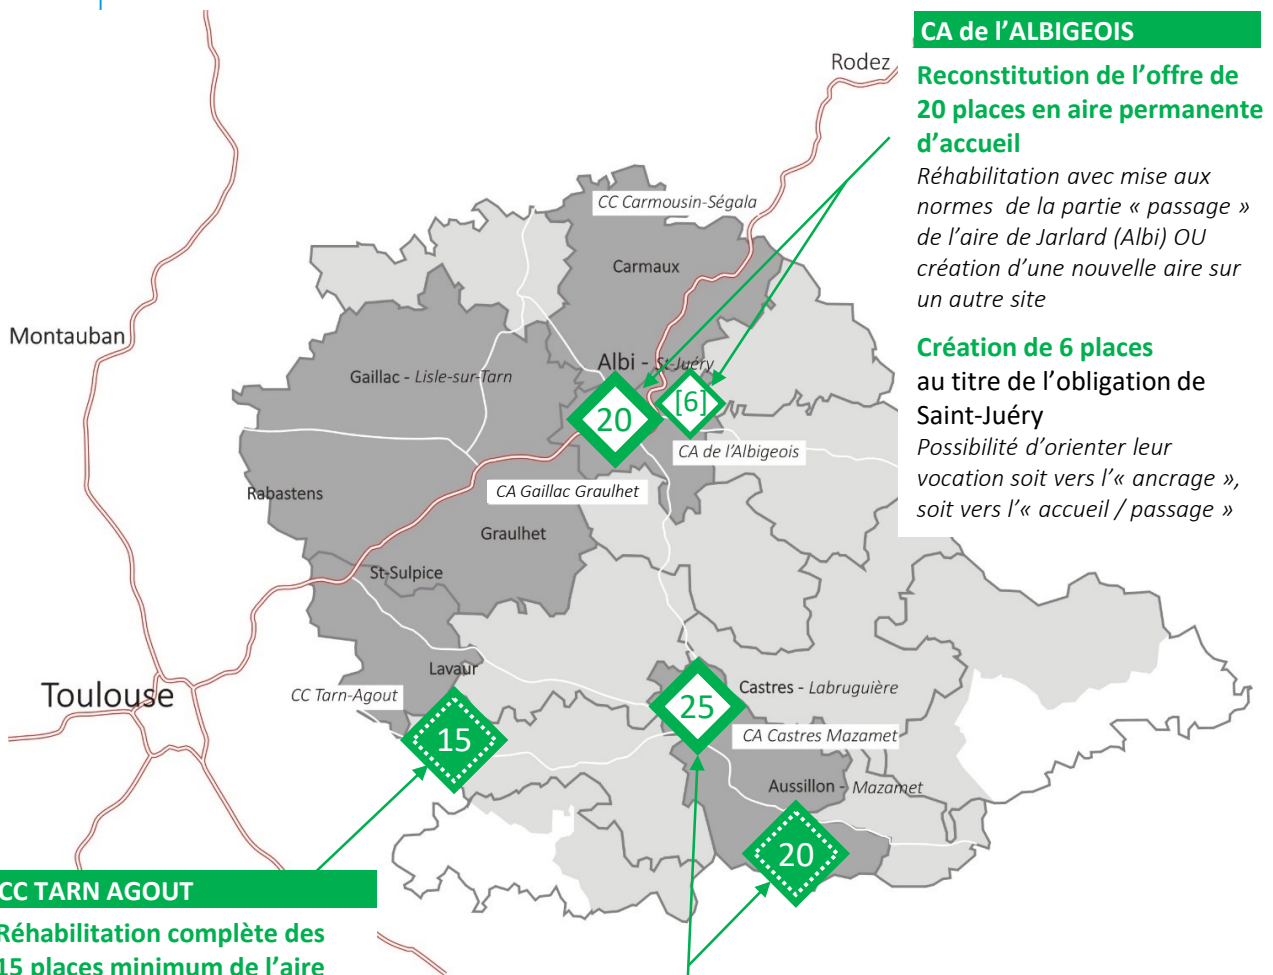 CA de l'ALBIGEOIS
Reconstitution de l'offre de
20 places en aire permanente
d'accueil
Réhabilitation avec mise aux
normes de la partie « passage »
de l'aire de Jarlard (Albi) OU
création d'une nouvelle aire sur
un autre site
Création de 6 places
au titre de l'obligation de
Saint-Juéry
Possibilité d'orienter leur
vocation soit vers l'« ancrage »,
soit vers l'« accueil / passage »
Rodez
CC Carmousin-Ségala
Carmaux
Montauban
Albi - St-Juéry
Gaillac - Lisle-sur-Tarn
20
[6]
CA de l'Albigeois
Rabastens
CA Gaillac Graulhet
Graulhet
St-Sulpice
Lavaur
Toulouse
CC Tarn-Agout
Castres - Labruguière
25
15
CA Castres Mazamet
Aussillon - Mazamet
20
CC TARN AGOUT
Réhabilitation complète des
15 places minimum de l'aire